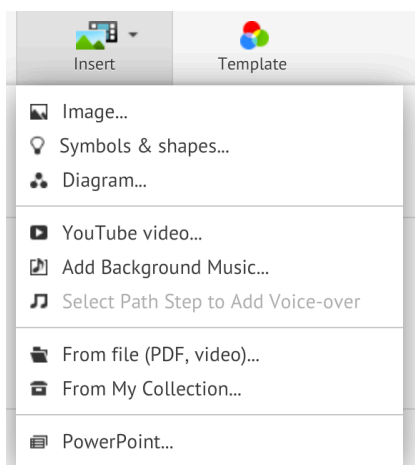 Insert
Template
Image...
Symbols & shapes...
Diagram...
YouTube video...
Add Background Music...
Select Path Step to Add Voice-over
From file (PDF, video)...
From My Collection...
PowerPoint...